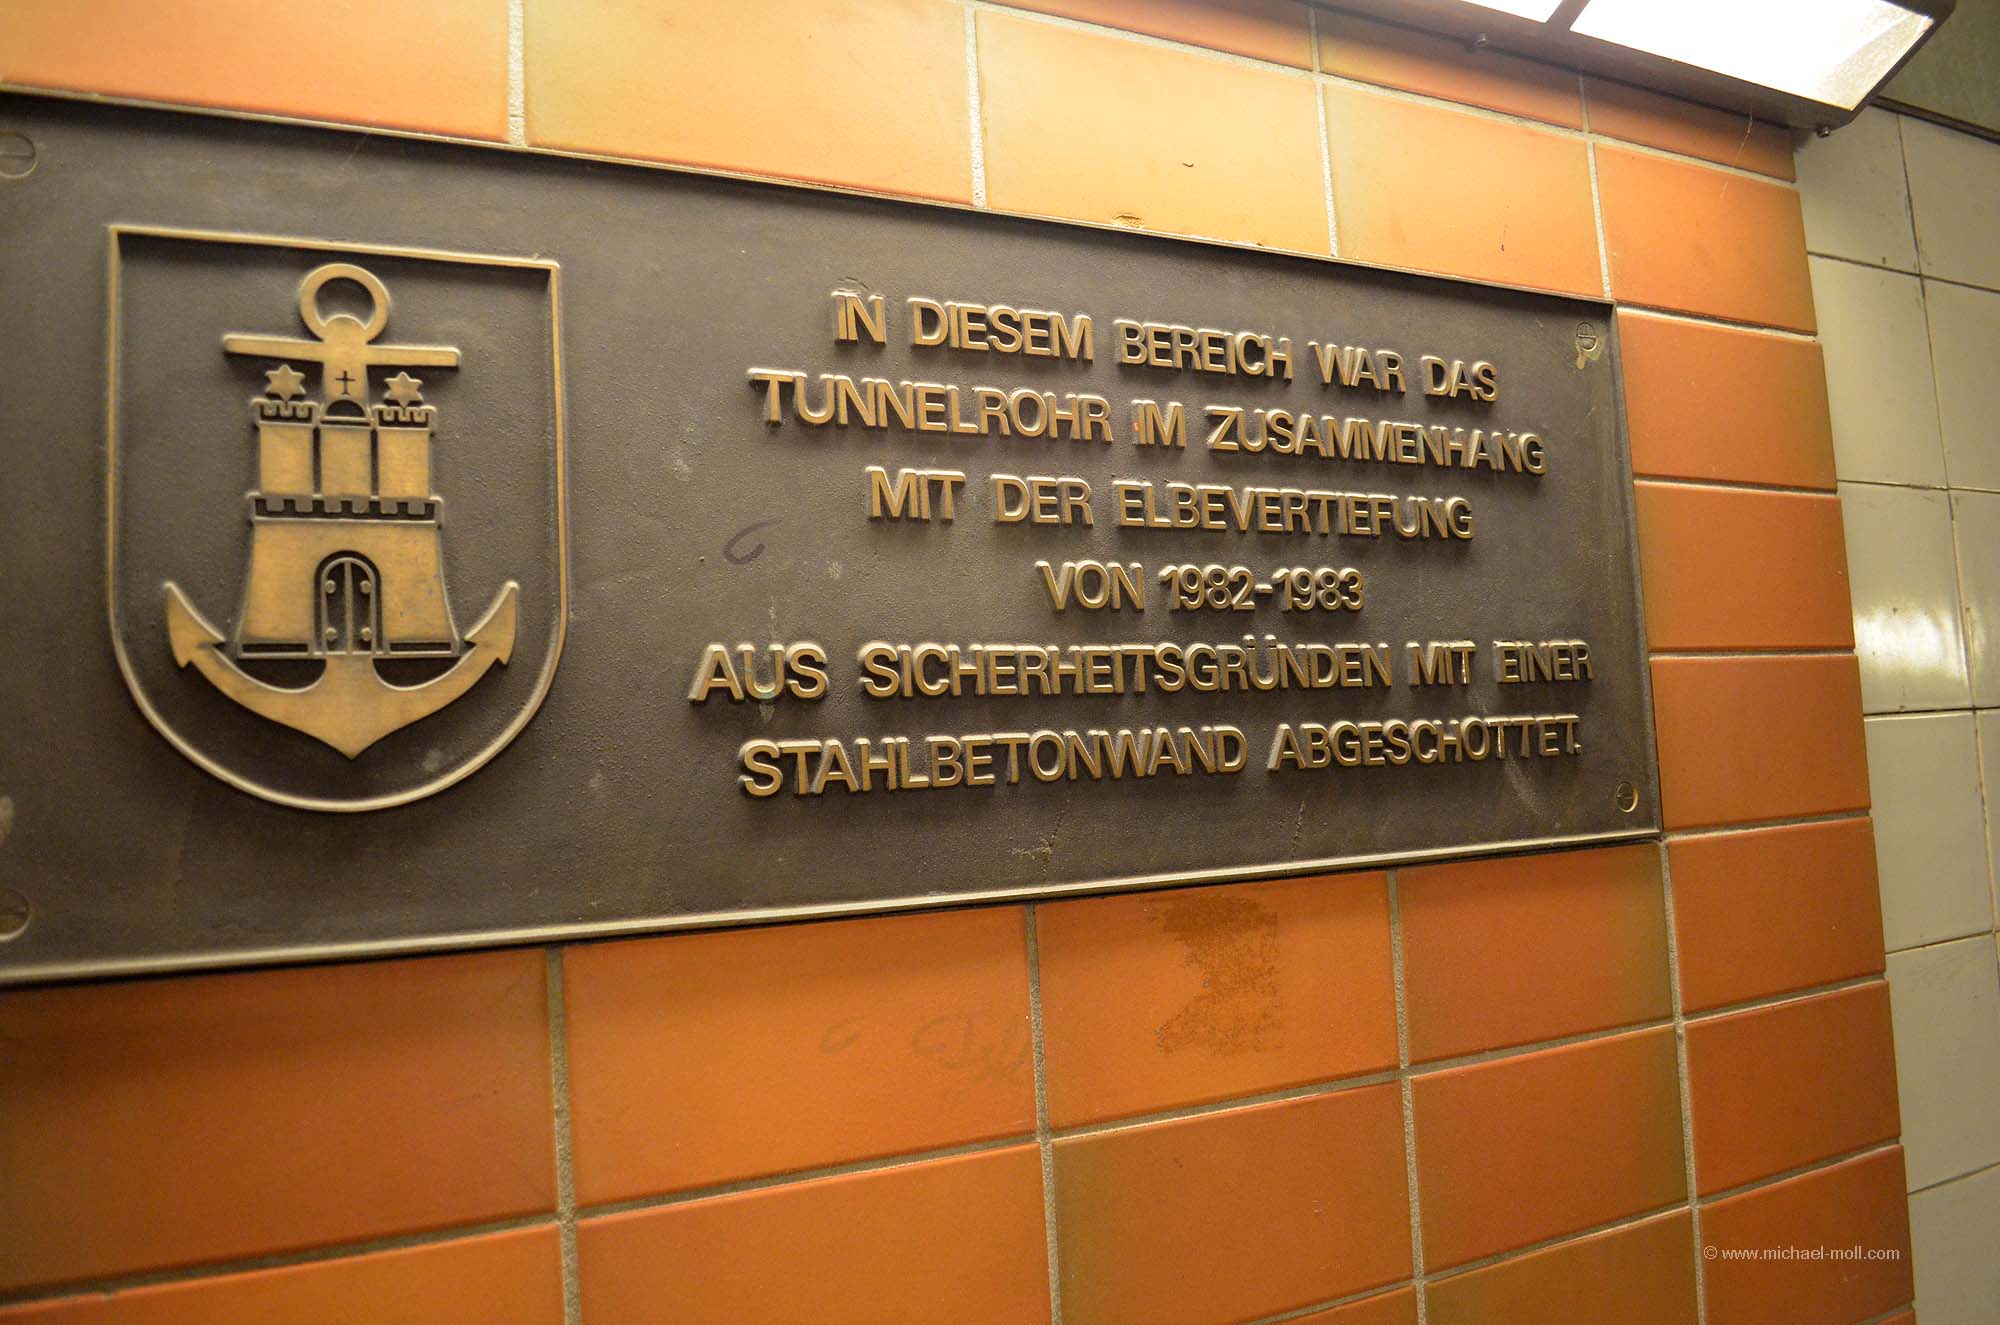 IN DIESEM BEREICH WAR DAS
TUNNELROHR IM ZUSAMMENHANG
MIT DER ELBEVERTIEFUNG
VON 1982-1983
AUS SICHERHEITSGRÜNDEN MIT EINER
STAHLBETONWAND ABGESCHOTTET.
© www.michael-moll.com